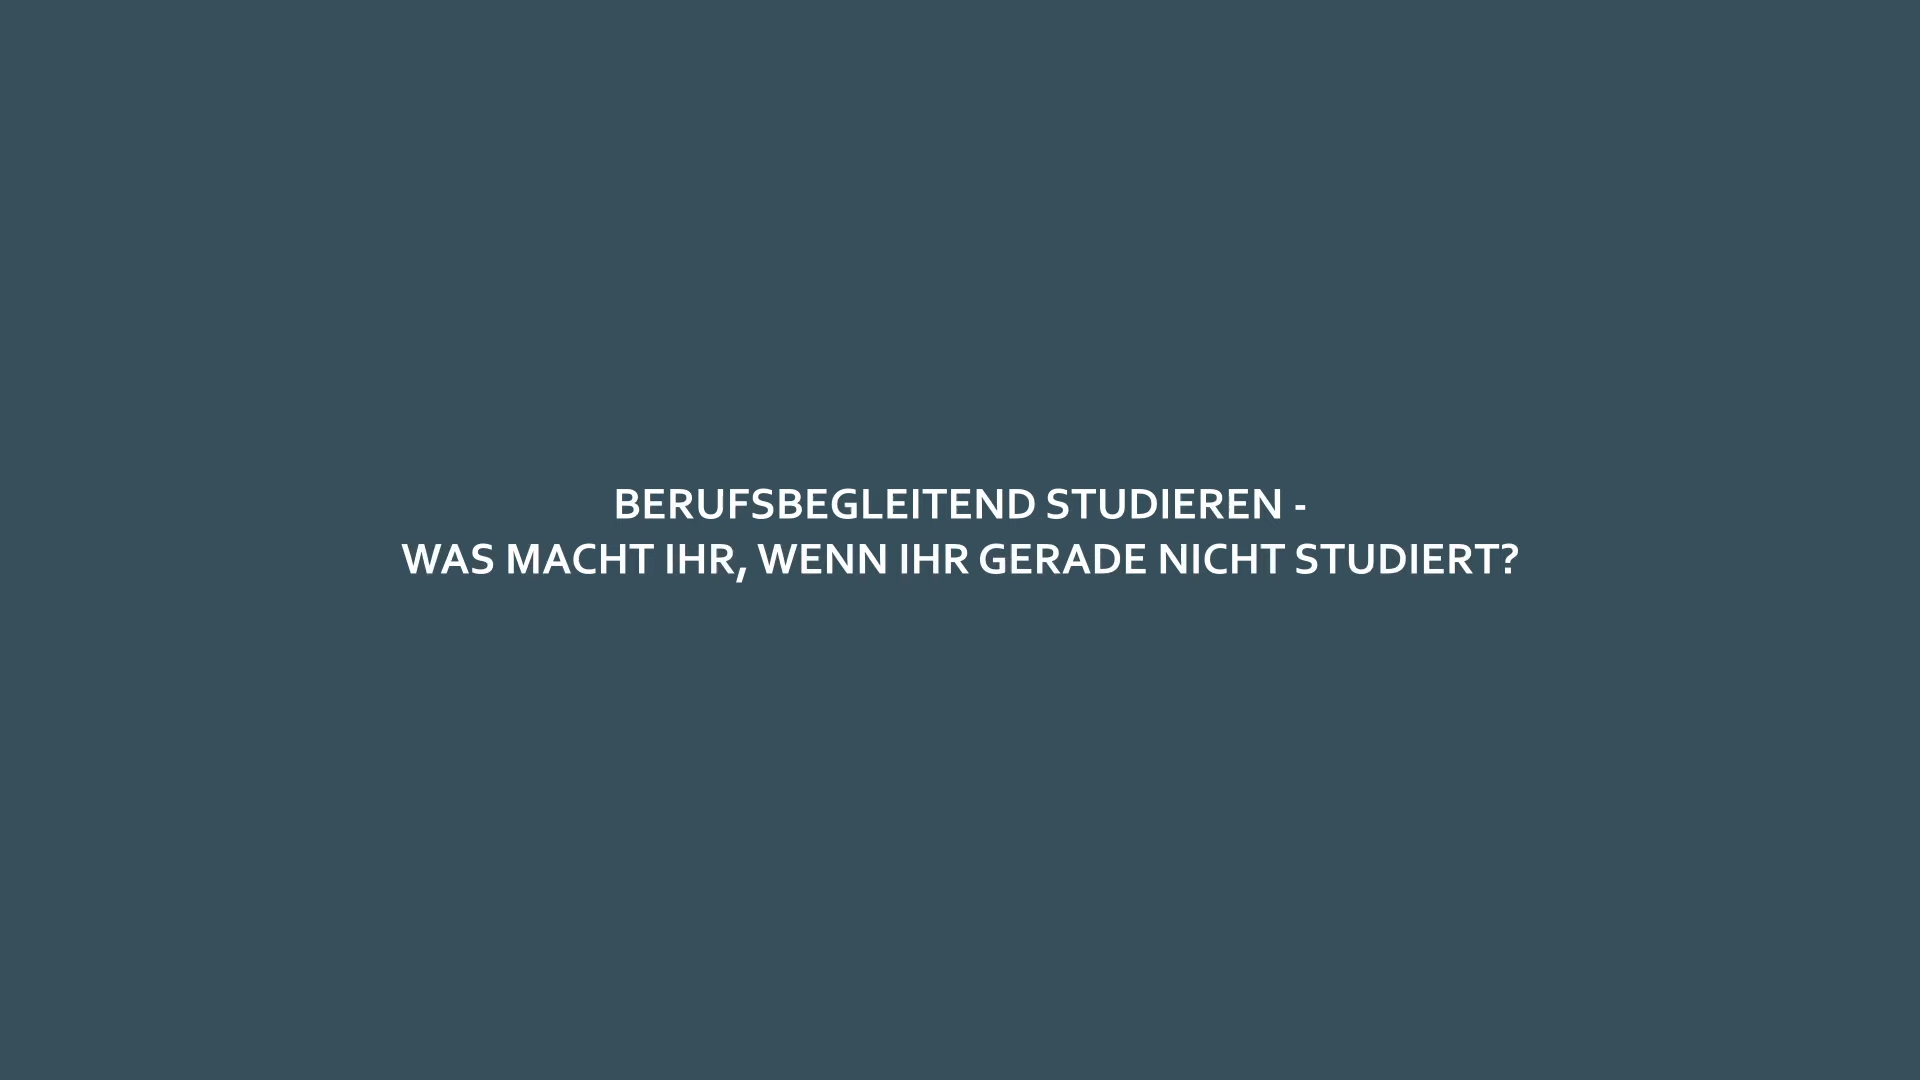 BERUFSBEGLEITEND STUDIEREN -
WAS MACHT IHR, WENN IHR GERADE NICHT STUDIERT?